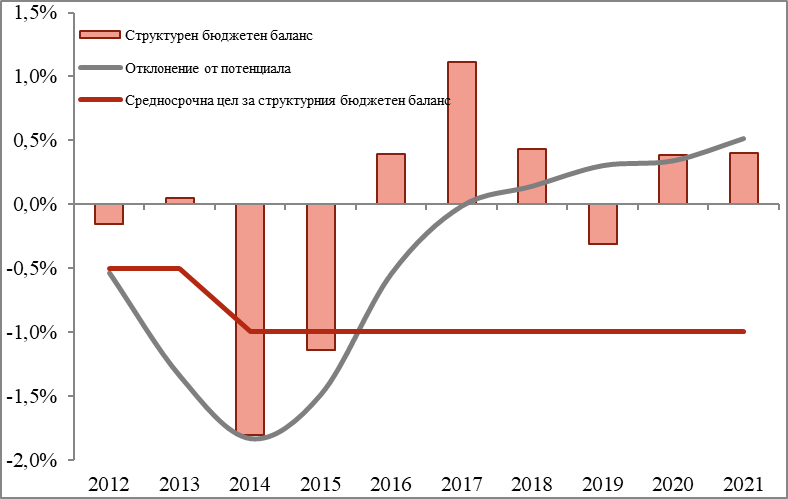 1,5%
Структурен бюджетен баланс
Отклонение от потенциала
1,0%
Средносрочна цел за структурния бюджетен баланс
0,5%
0,0%
-0,5%
-1,0%
-1,5%
-2,0%
2012 2013 2014 2015 2016 2017 2018 2019 2020 2021